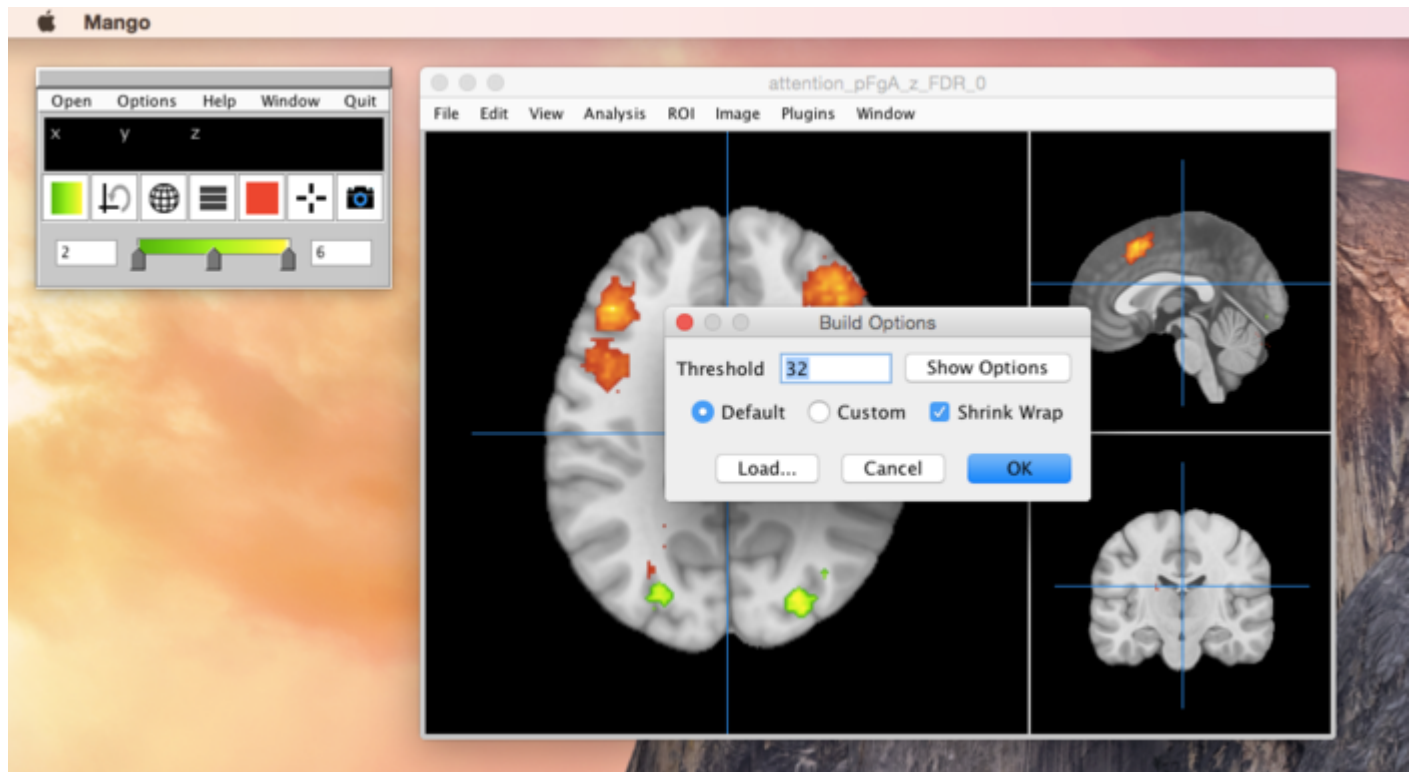 Mango
Open Options Help Window Quit
x y z
2 6
attention_pFgA_z_FDR_0
File Edit View Analysis ROI Image Plugins Window
Build Options
Threshold 32 Show Options
Default Custom Shrink Wrap
Load... Cancel OK